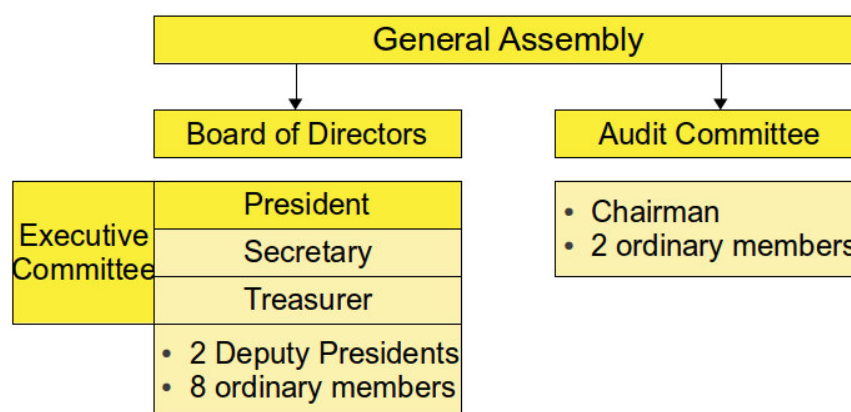 General Assembly
Board of Directors
Audit Committee
Executive
Committee
President
Secretary
Treasurer
• 2 Deputy Presidents
• 8 ordinary members
• Chairman
• 2 ordinary members